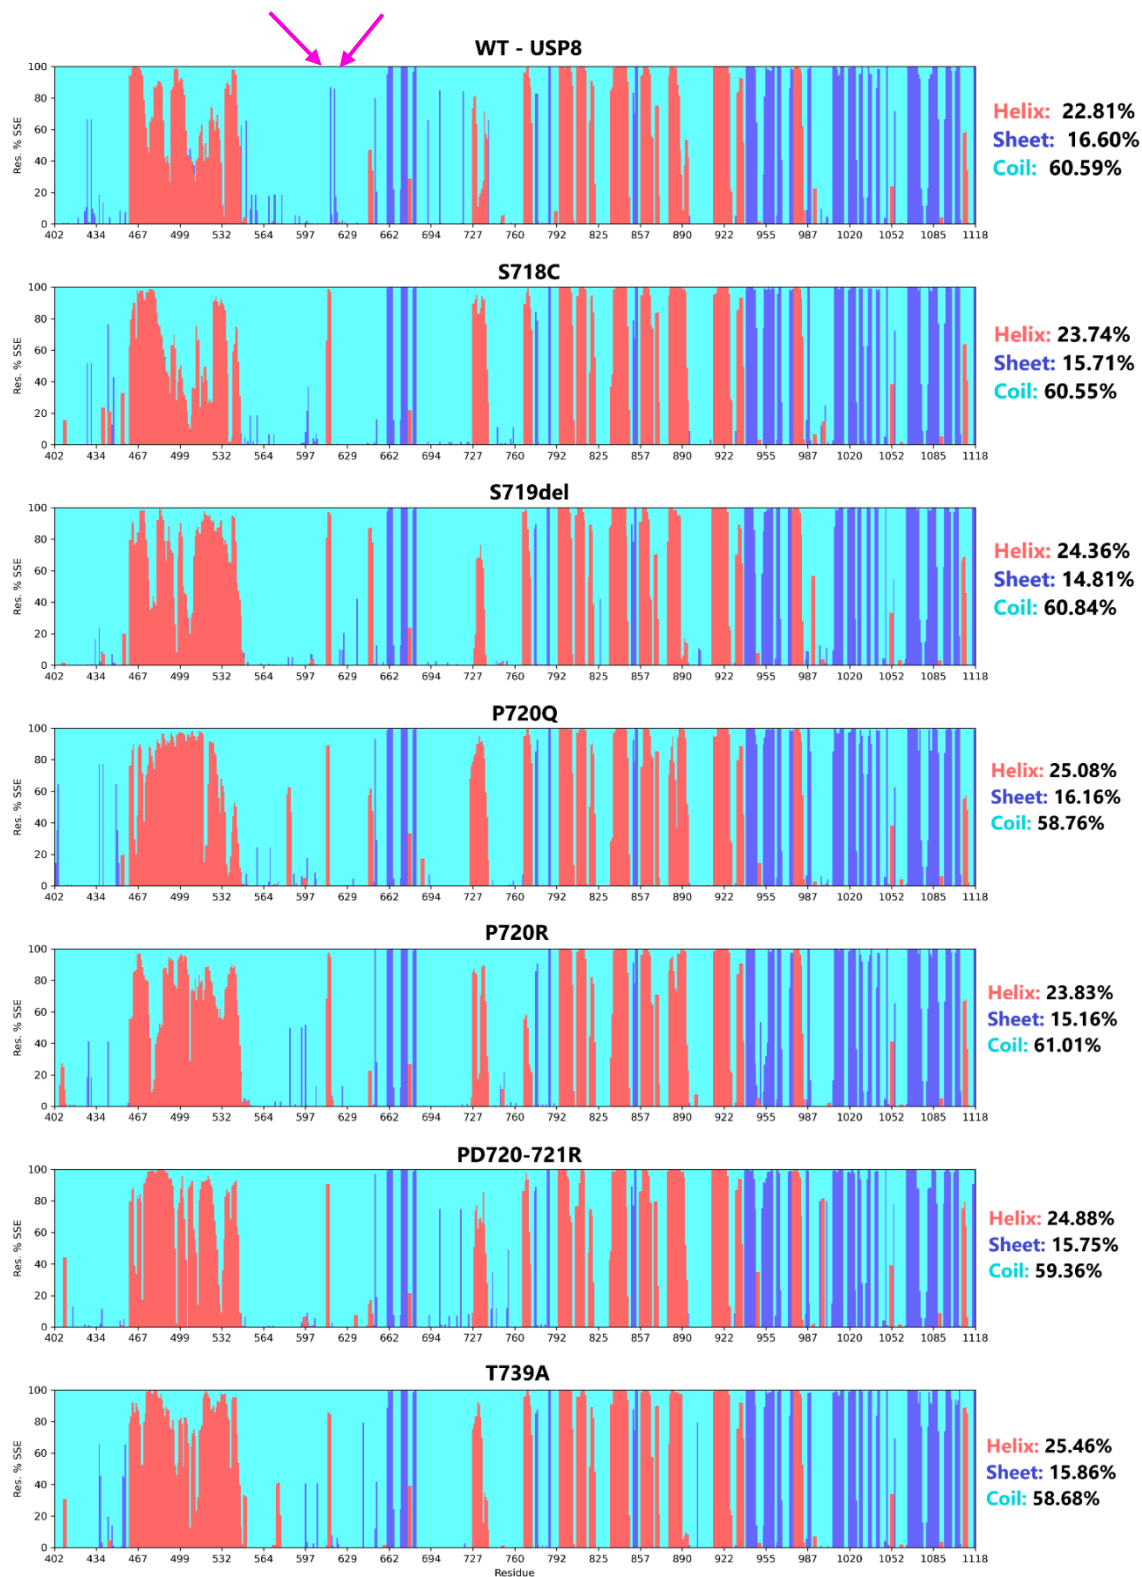 WT - USP8
100
80
60
40
20
0
Res. % SSE
402 434 467 499 532 564 597 629 662 694 727 760 792 825 857 890 922 955 987 1020 1052 1085 1118
Helix: 22.81%
Sheet: 16.60%
Coil: 60.59%
S718C
100
80
60
40
20
0
Res. % SSE
402 434 467 499 532 564 597 629 662 694 727 760 792 825 857 890 922 955 987 1020 1052 1085 1118
Helix: 23.74%
Sheet: 15.71%
Coil: 60.55%
S719del
100
80
60
40
20
0
Res. % SSE
402 434 467 499 532 564 597 629 662 694 727 760 792 825 857 890 922 955 987 1020 1052 1085 1118
Helix: 24.36%
Sheet: 14.81%
Coil: 60.84%
P720Q
100
80
60
40
20
0
Res. % SSE
402 434 467 499 532 564 597 629 662 694 727 760 792 825 857 890 922 955 987 1020 1052 1085 1118
Helix: 25.08%
Sheet: 16.16%
Coil: 58.76%
P720R
100
80
60
40
20
0
Res. % SSE
402 434 467 499 532 564 597 629 662 694 727 760 792 825 857 890 922 955 987 1020 1052 1085 1118
Helix: 23.83%
Sheet: 15.16%
Coil: 61.01%
PD720-721R
100
80
60
40
20
0
Res. % SSE
402 434 467 499 532 564 597 629 662 694 727 760 792 825 857 890 922 955 987 1020 1052 1085 1118
Helix: 24.88%
Sheet: 15.75%
Coil: 59.36%
T739A
100
80
60
40
20
0
Res. % SSE
402 434 467 499 532 564 597 629 662 694 727 760 792 825 857 890 922 955 987 1020 1052 1085 1118
Residue
Helix: 25.46%
Sheet: 15.86%
Coil: 58.68%